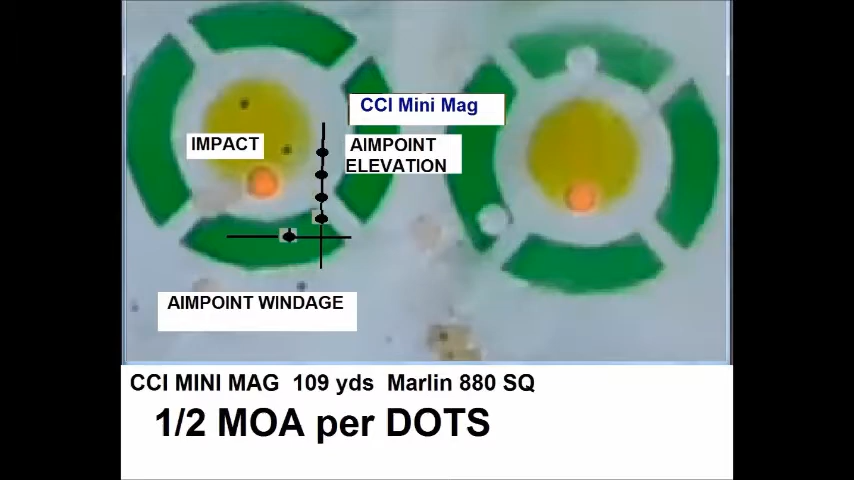 CCI Mini Mag
IMPACT
AIMPOINT
ELEVATION
AIMPOINT WINDAGE
CCI MINI MAG 109 yds Marlin 880 SQ
1/2 MOA per DOTS